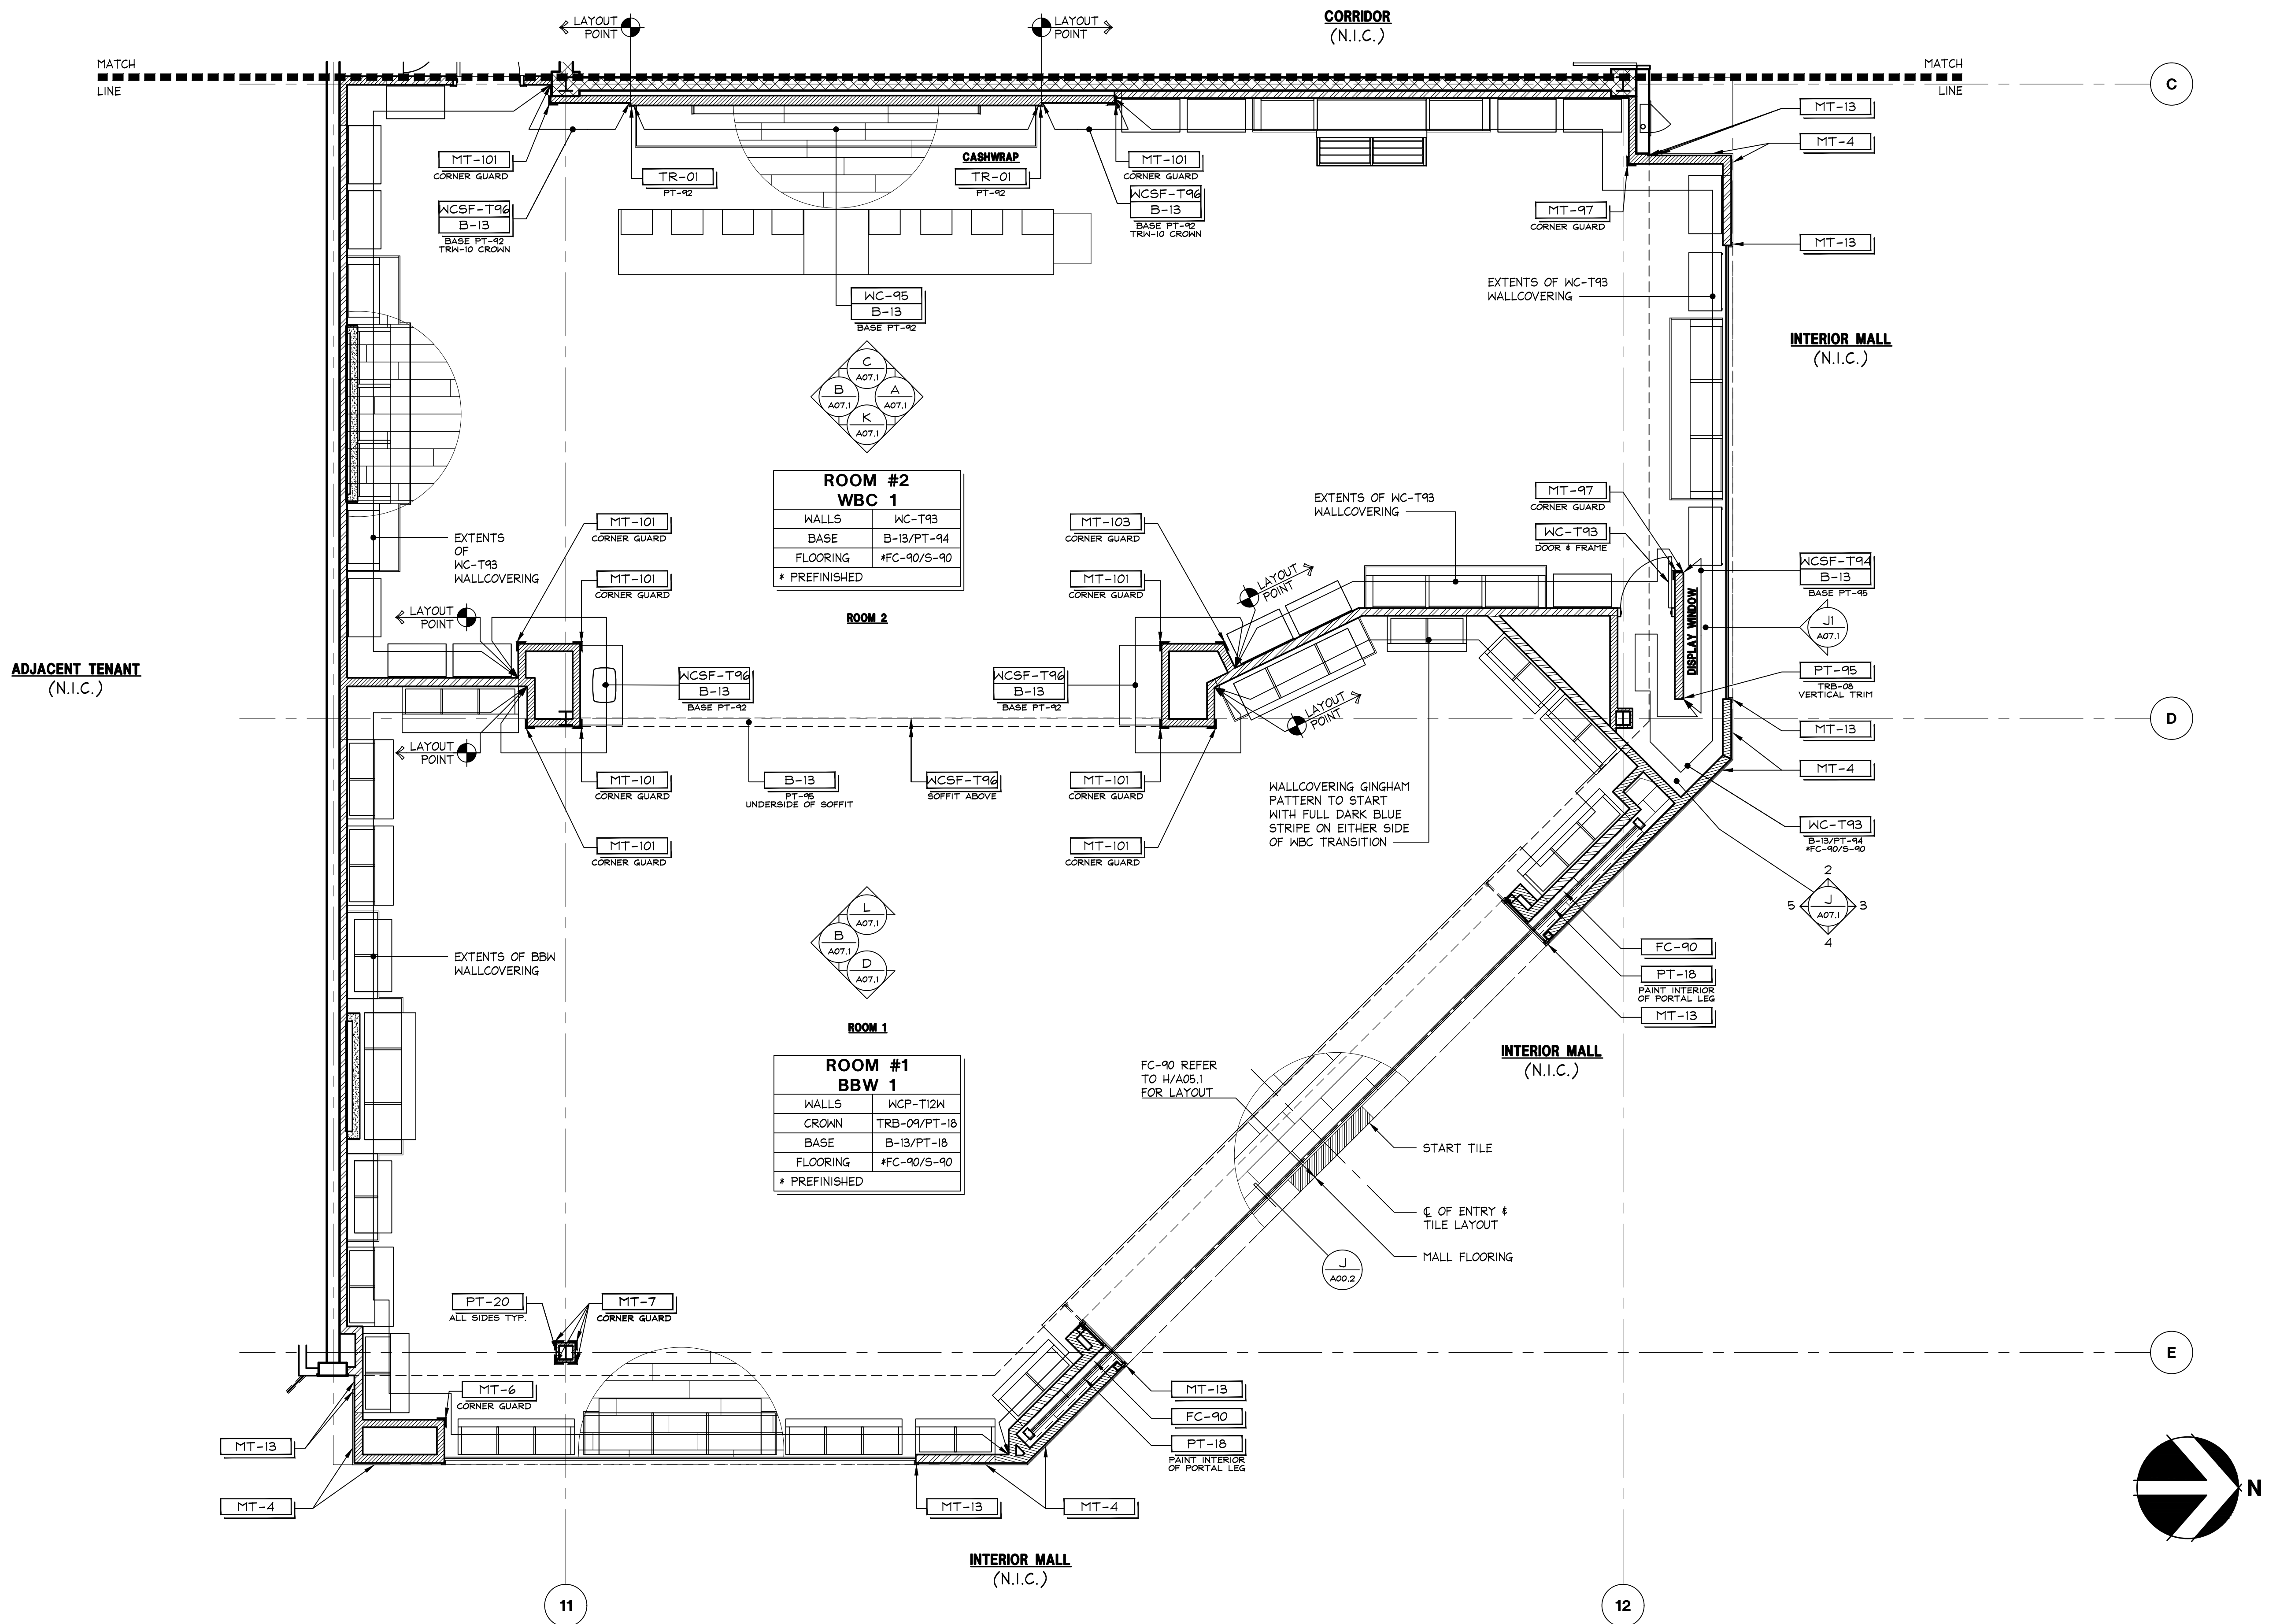 LAYOUT
POINT
LAYOUT
POINT
CORRIDOR
(N.I.C.)
MATCH
LINE
MATCH
LINE
C
MT-13
MT-4
MT-101
CORNER GUARD
TR-01
PT-92
CASHWRAP
TR-01
PT-92
MT-101
CORNER GUARD
WCSF-T96
B-13
BASE PT-92
TRW-10 CROWN
WCSF-T96
B-13
BASE PT-92
TRW-10 CROWN
MT-97
CORNER GUARD
MT-13
EXTENTS OF WC-T93
WALLCOVERING
WC-95
B-13
BASE PT-92
INTERIOR MALL
(N.I.C.)
C
A07.1
B
A07.1
A
A07.1
K
A07.1
ROOM #2
WBC 1
WALLS WC-T93
BASE B-13/PT-94
FLOORING *FC-90/S-90
* PREFINISHED
ROOM 2
EXTENTS
OF
WC-T93
WALLCOVERING
MT-101
CORNER GUARD
MT-101
CORNER GUARD
MT-103
CORNER GUARD
MT-101
CORNER GUARD
EXTENTS OF WC-T93
WALLCOVERING
MT-97
CORNER GUARD
WC-T93
DOOR & FRAME
WCSF-T94
B-13
BASE PT-95
J1
A07.1
DISPLAY WINDOW
PT-95
TRB-08
VERTICAL TRIM
LAYOUT
POINT
LAYOUT
POINT
ADJACENT TENANT
(N.I.C.)
WCSF-T96
B-13
BASE PT-92
WCSF-T96
B-13
BASE PT-92
LAYOUT
POINT
LAYOUT
POINT
D
MT-13
MT-4
MT-101
CORNER GUARD
B-13
PT-95
UNDERSIDE OF SOFFIT
WCSF-T96
SOFFIT ABOVE
MT-101
CORNER GUARD
WALLCOVERING GINGHAM
PATTERN TO START
WITH FULL DARK BLUE
STRIPE ON EITHER SIDE
OF WBC TRANSITION
MT-101
CORNER GUARD
MT-101
CORNER GUARD
WC-T93
B-13/PT-94
*FC-90/S-90
2
5
J
A07.1
3
4
L
A07.1
B
A07.1
D
A07.1
EXTENTS OF BBW
WALLCOVERING
FC-90
PT-18
PAINT INTERIOR
OF PORTAL LEG
MT-13
ROOM 1
ROOM #1
BBW 1
WALLS WCP-T12W
CROWN TRB-09/PT-18
BASE B-13/PT-18
FLOORING *FC-90/S-90
* PREFINISHED
INTERIOR MALL
(N.I.C.)
FC-90 REFER
TO H/A05.1
FOR LAYOUT
START TILE
℄ OF ENTRY &
TILE LAYOUT
MALL FLOORING
J
A00.2
PT-20
ALL SIDES TYP.
MT-7
CORNER GUARD
E
MT-6
CORNER GUARD
MT-13
FC-90
PT-18
PAINT INTERIOR
OF PORTAL LEG
MT-13
MT-4
MT-13
MT-4
INTERIOR MALL
(N.I.C.)
N
11
12